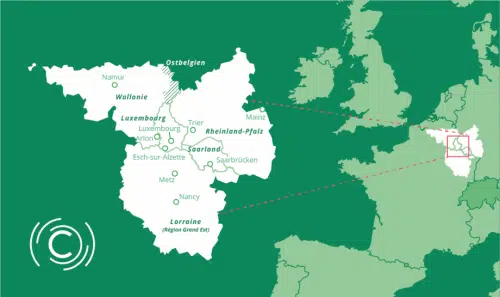 Ostbelgien
Namur
Wallonie
Luxembourg
Luxembourg
Arlon
Esch-sur-Alzette
Trier
Mainz
Rheinland-Pfalz
Saarland
Saarbrücken
Metz
Nancy
Lorraine
(Région Grand Est)
C